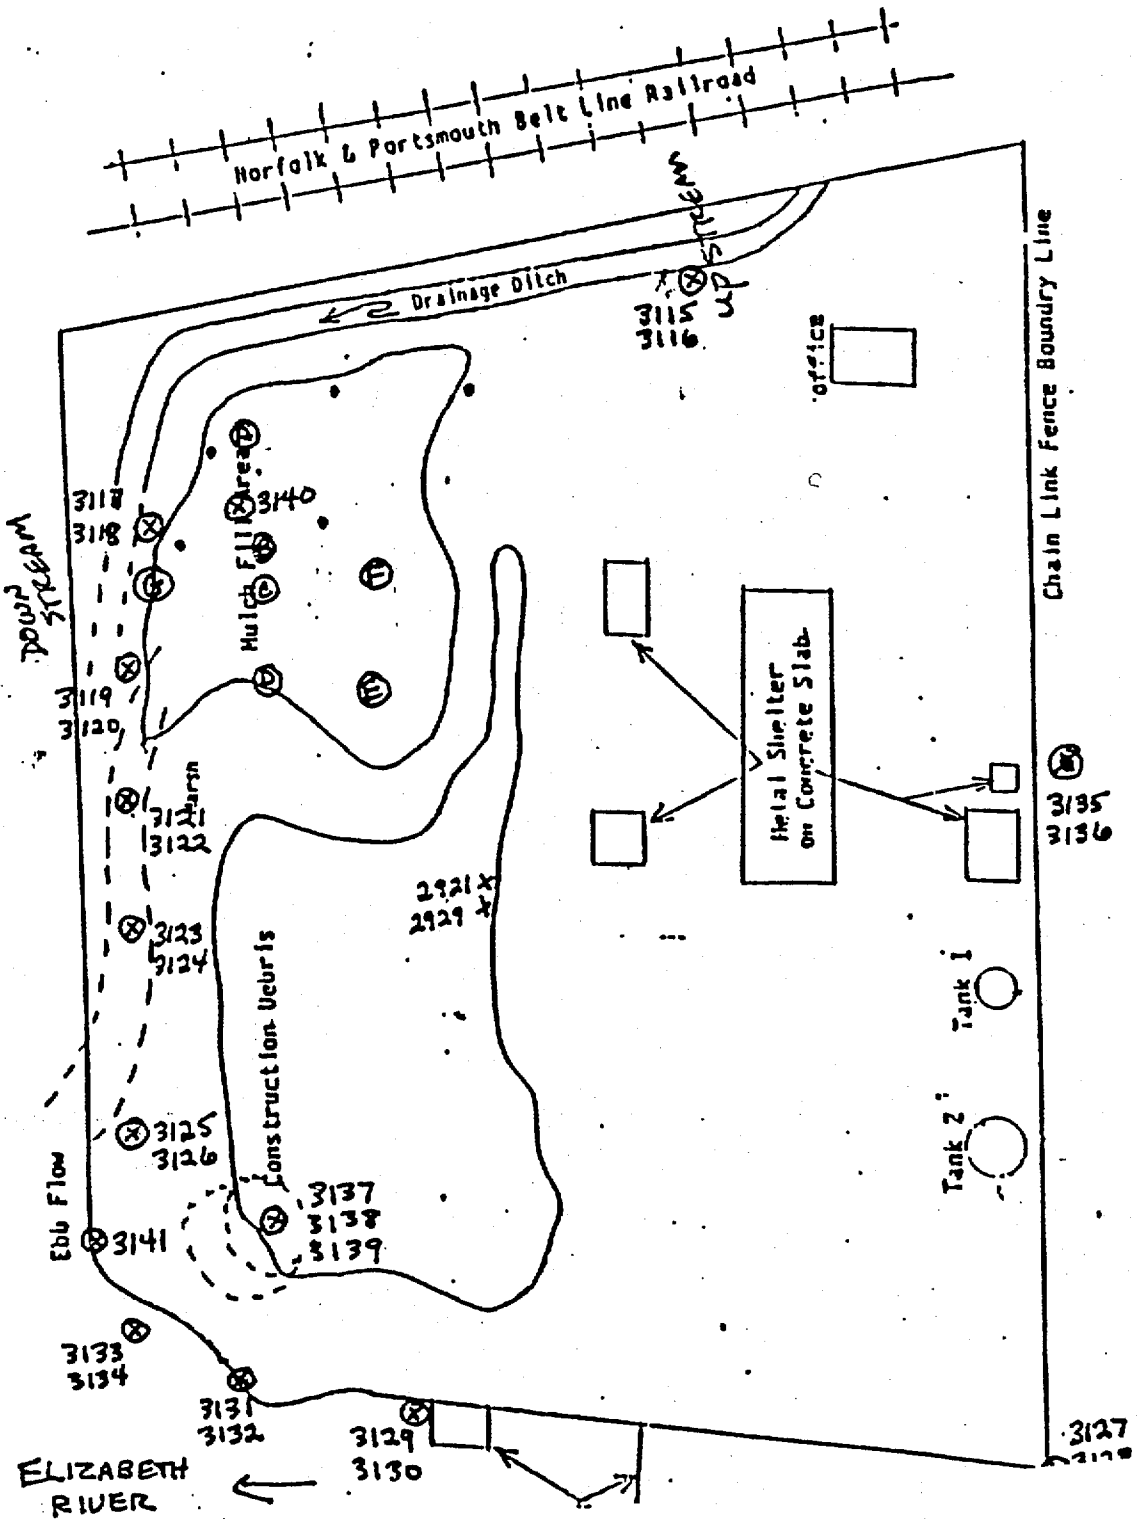 Norfolk & Portsmouth Belt Line Railroad
UP STREAM
Drainage Ditch
3115
3116
Office
Chain Link Fence Boundry Line
3118
DOWN
STREAM
Mulch Fill Area
3140
3119
3120
Marsh
3121
3122
Metal Shelter
on Concrete Slab
3135
3136
2921
2929
3123
3124
Construction Debris
Tank 1
3125
3126
Tank 2
Ebb Flow
3137
3138
3139
3141
3133
3134
3131
3132
3129
3130
3127
3128
ELIZABETH
RIVER